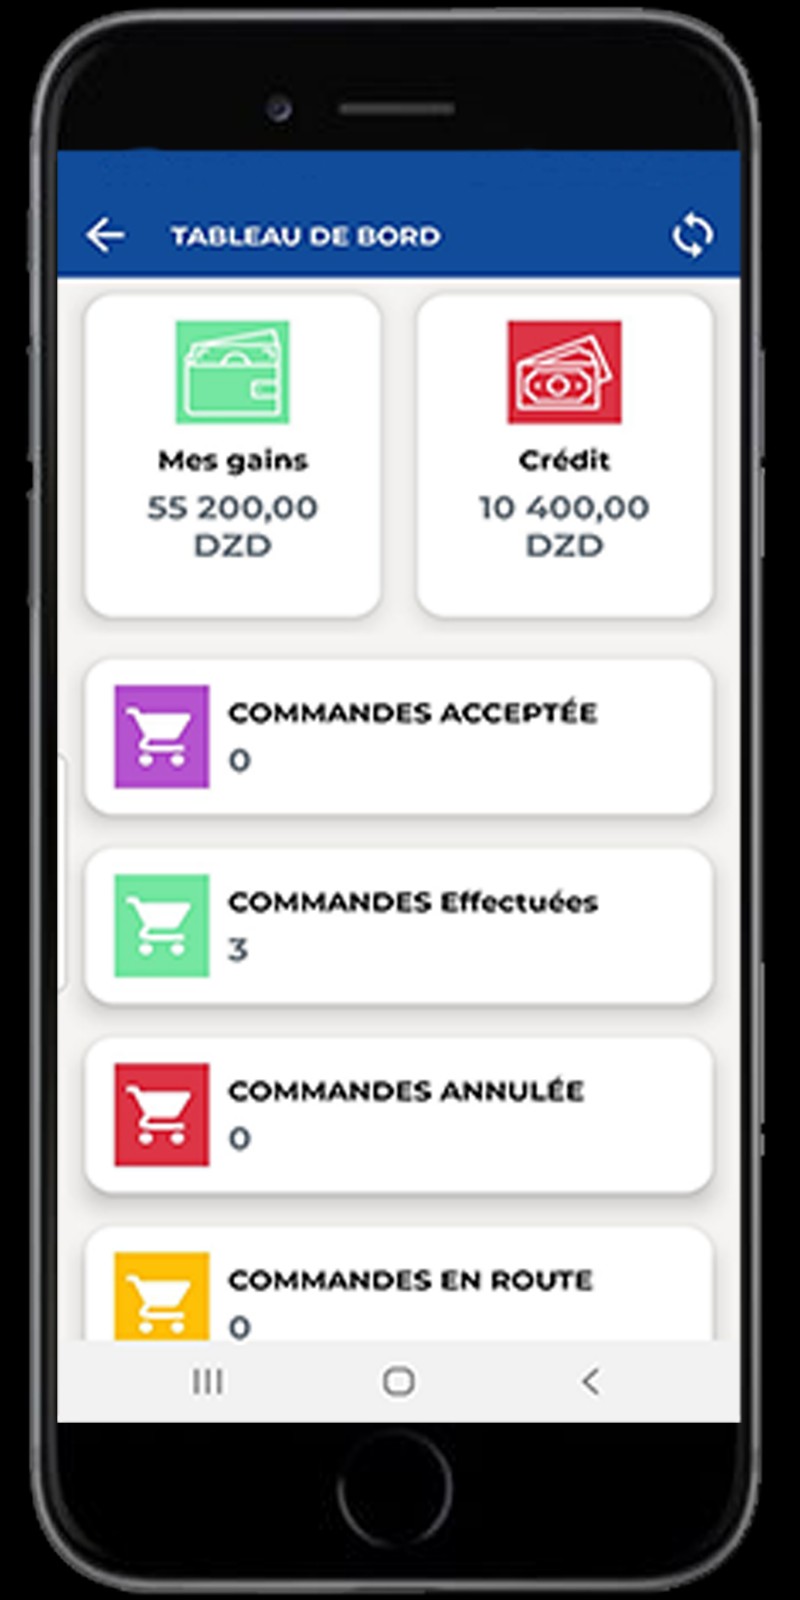 TABLEAU DE BORD
Mes gains
55 200,00
DZD
Crédit
10 400,00
DZD
COMMANDES ACCEPTÉE
0
COMMANDES Effectuées
3
COMMANDES ANNULÉE
0
COMMANDES EN ROUTE
0